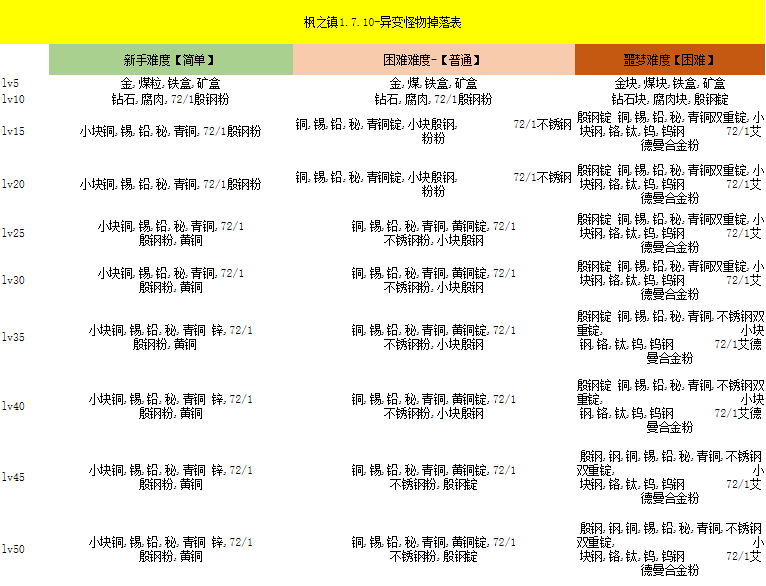 枫之镇1.7.10-异变怪物掉落表
新手难度【简单】
困难难度-【普通】
噩梦难度【困难】
lv5
金,煤粒,铁盒,矿盒
金,煤,铁盒,矿盒
金块,煤块,铁盒,矿盒
lv10
钻石,腐肉,72/1殷钢粉
钻石,腐肉,72/1殷钢粉
钻石块,腐肉块,殷钢锭
lv15
小块铜,锡,铅,秘,青铜,72/1殷钢粉
铜,锡,铅,秘,青铜锭,小块殷钢, 72/1不锈钢
粉粉
殷钢锭 铜,锡,铅,秘,青铜双重锭,小
块钢,铬,钛,钨,钨钢 72/1艾
德曼合金粉
lv20
小块铜,锡,铅,秘,青铜,72/1殷钢粉
铜,锡,铅,秘,青铜锭,小块殷钢, 72/1不锈钢
粉粉
殷钢锭 铜,锡,铅,秘,青铜双重锭,小
块钢,铬,钛,钨,钨钢 72/1艾
德曼合金粉
lv25
小块铜,锡,铅,秘,青铜,72/1
殷钢粉,黄铜
铜,锡,铅,秘,青铜,黄铜锭,72/1
不锈钢粉,小块殷钢
殷钢锭 铜,锡,铅,秘,青铜双重锭,小
块钢,铬,钛,钨,钨钢 72/1艾
德曼合金粉
lv30
小块铜,锡,铅,秘,青铜,72/1
殷钢粉,黄铜
铜,锡,铅,秘,青铜,黄铜锭,72/1
不锈钢粉,小块殷钢
殷钢锭 铜,锡,铅,秘,青铜双重锭,小
块钢,铬,钛,钨,钨钢 72/1艾
德曼合金粉
lv35
小块铜,锡,铅,秘,青铜 锌,72/1
殷钢粉,黄铜
铜,锡,铅,秘,青铜,黄铜锭,72/1
不锈钢粉,小块殷钢
殷钢锭 铜,锡,铅,秘,青铜,不锈钢双
重锭, 小块
钢,铬,钛,钨,钨钢 72/1艾德
曼合金粉
lv40
小块铜,锡,铅,秘,青铜 锌,72/1
殷钢粉,黄铜
铜,锡,铅,秘,青铜,黄铜锭,72/1
不锈钢粉,小块殷钢
殷钢锭 铜,锡,铅,秘,青铜,不锈钢双
重锭, 小块
钢,铬,钛,钨,钨钢 72/1艾德
曼合金粉
lv45
小块铜,锡,铅,秘,青铜 锌,72/1
殷钢粉,黄铜
铜,锡,铅,秘,青铜,黄铜锭,72/1
不锈钢粉,殷钢锭
殷钢,钢,铜,锡,铅,秘,青铜,不锈钢
双重锭, 小
块钢,铬,钛,钨,钨钢 72/1艾
德曼合金粉
lv50
小块铜,锡,铅,秘,青铜 锌,72/1
殷钢粉,黄铜
铜,锡,铅,秘,青铜,黄铜锭,72/1
不锈钢粉,殷钢锭
殷钢,钢,铜,锡,铅,秘,青铜,不锈钢
双重锭, 小
块钢,铬,钛,钨,钨钢 72/1艾
德曼合金粉